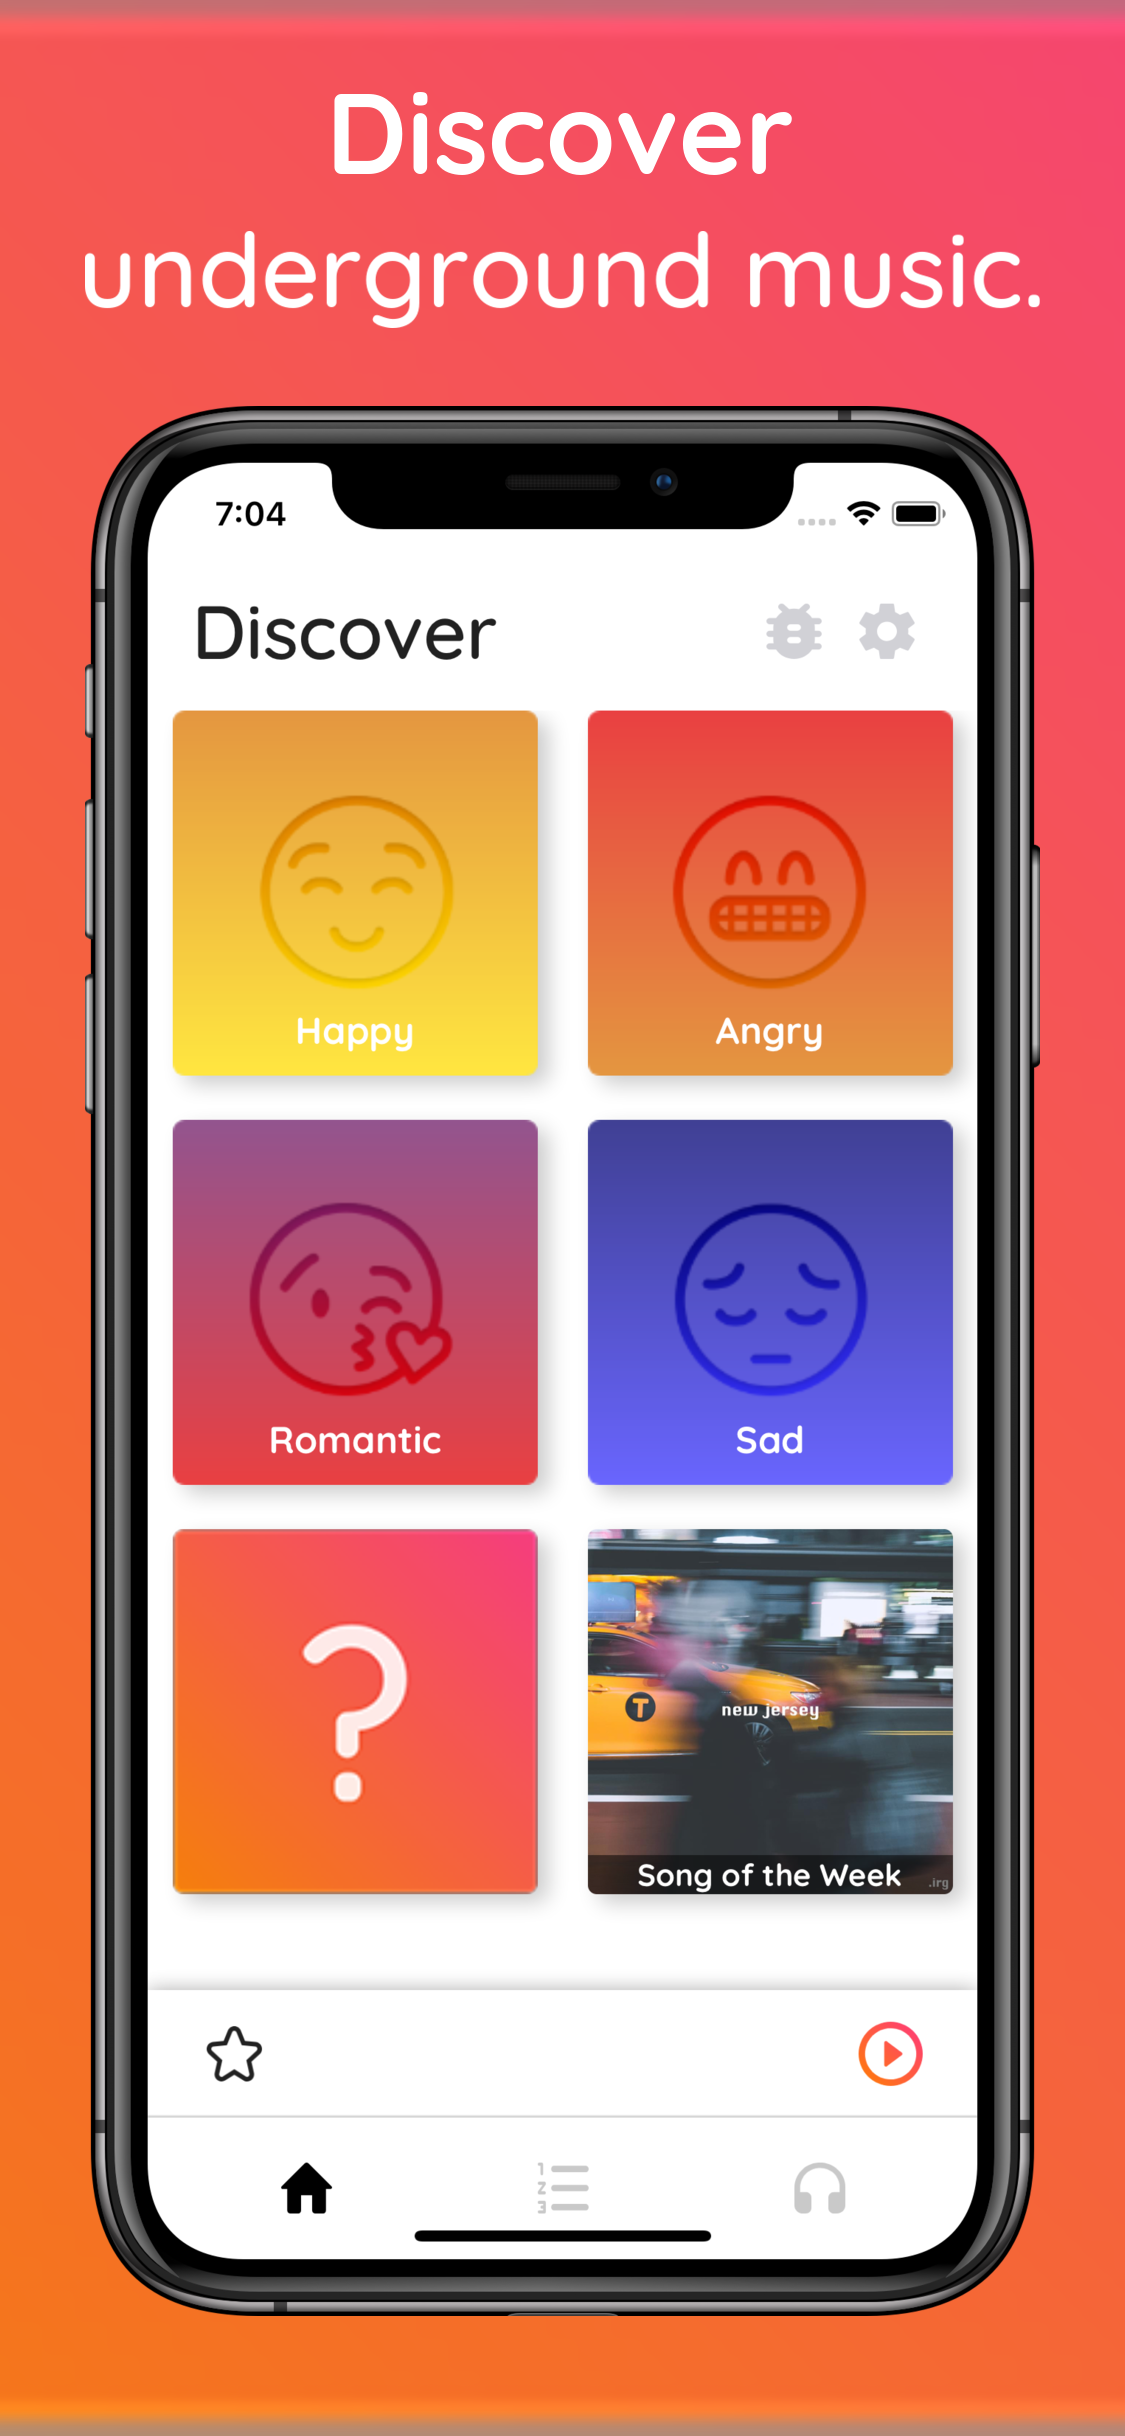 Discover
underground music.
7:04
Discover
Happy
Angry
Romantic
Sad
?
T
new jersey
Song of the Week
.irg
1
2
3